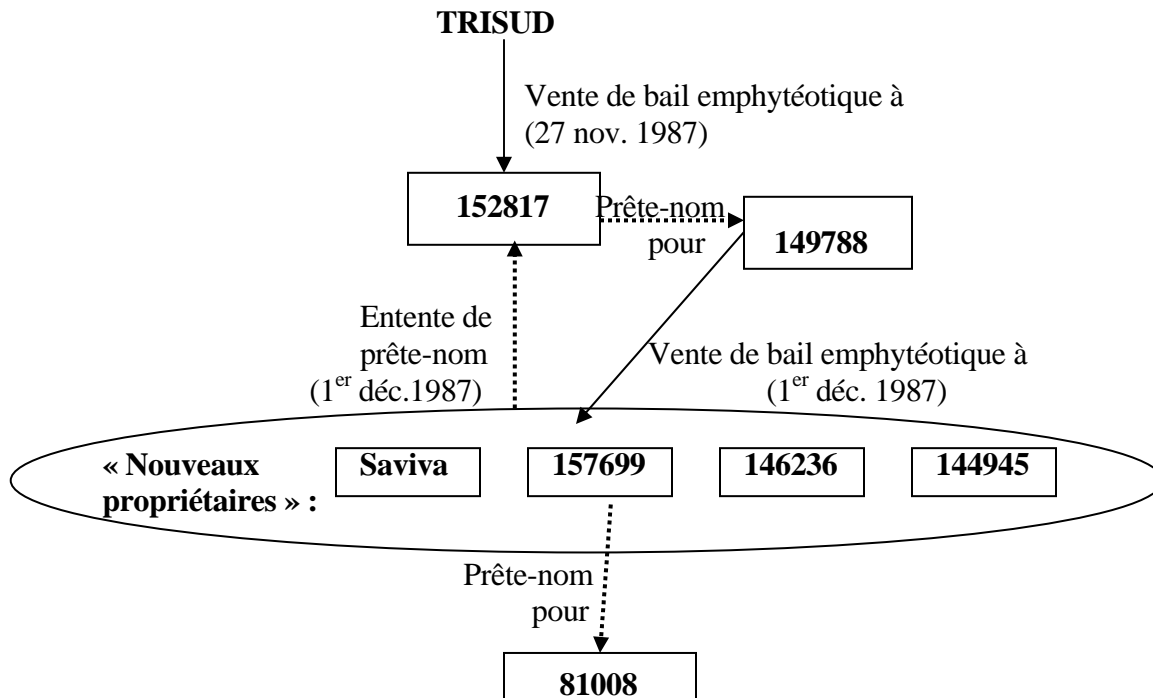 TRISUD
Vente de bail emphytéotique à
(27 nov. 1987)
152817
Prête-nom
pour
149788
Entente de
prête-nom
(1er déc.1987)
Vente de bail emphytéotique à
(1er déc. 1987)
« Nouveaux
propriétaires » :
Saviva
157699
146236
144945
Prête-nom
pour
81008